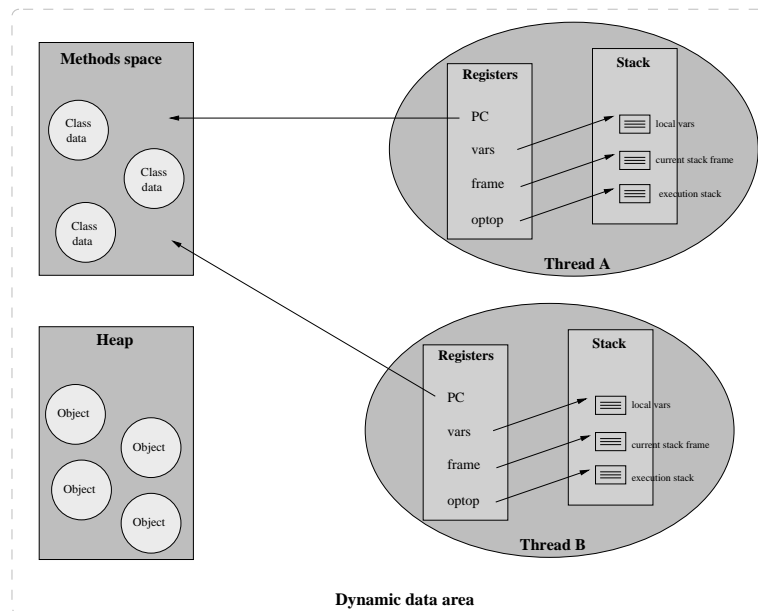 Methods space
Class
data
Class
data
Class
data
Heap
Object
Object
Object
Object
Registers
PC
vars
frame
optop
Stack
local vars
current stack frame
execution stack
Thread A
Registers
PC
vars
frame
optop
Stack
local vars
current stack frame
execution stack
Thread B
Dynamic data area